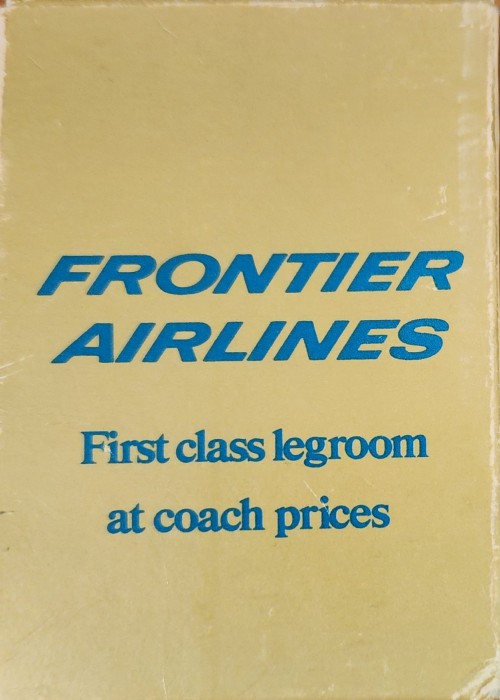 FRONTIER
AIRLINES
First class legroom
at coach prices